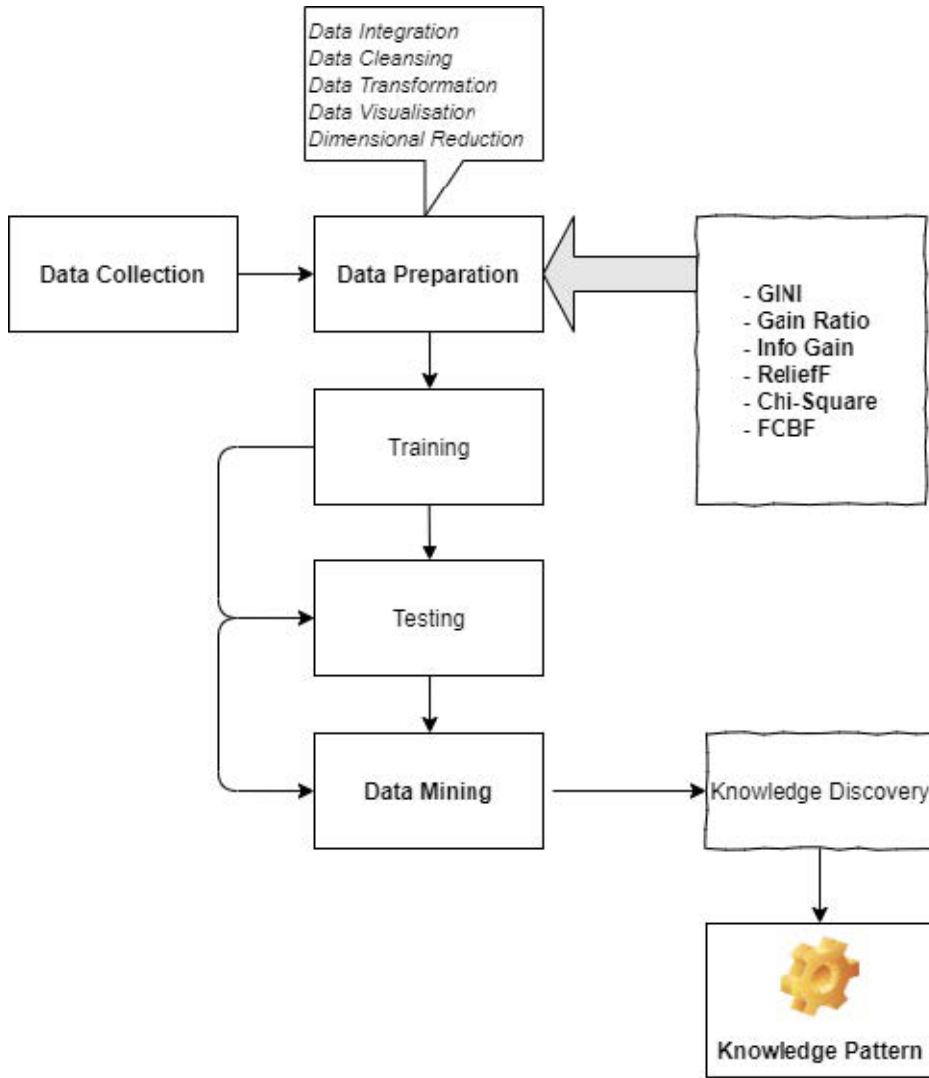 Data Integration
Data Cleansing
Data Transformation
Data Visualisation
Dimensional Reduction
Data Collection
Data Preparation
- GINI
- Gain Ratio
- Info Gain
- ReliefF
- Chi-Square
- FCBF
Training
Testing
Data Mining
Knowledge Discovery
Knowledge Pattern